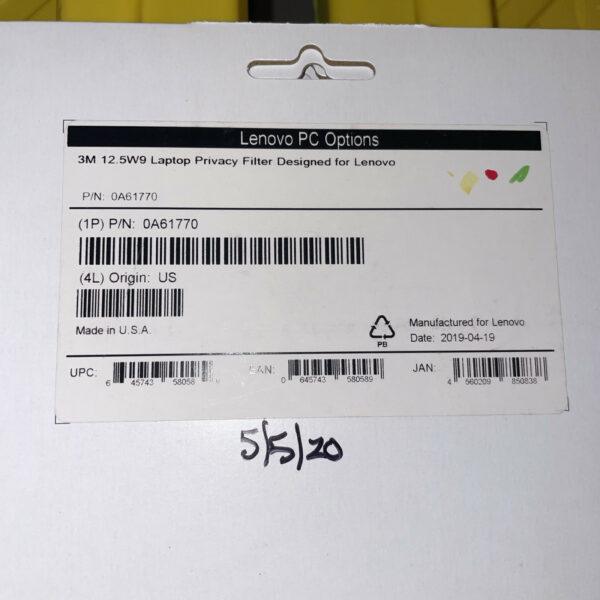 Lenovo PC Options
3M 12.5W9 Laptop Privacy Filter Designed for Lenovo
P/N: 0A61770
(1P) P/N: 0A61770
(4L) Origin: US
Made in U.S.A.
PB
Manufactured for Lenovo
Date: 2019-04-19
UPC: 6 45743 58058
EAN: 0 645743 580589
JAN: 4 560209 850838
5/5/20